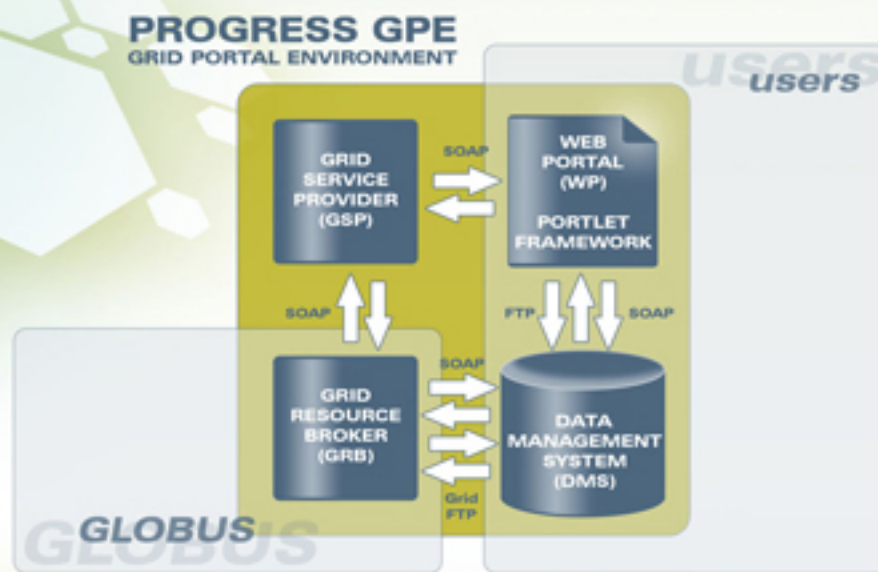 PROGRESS GPE
GRID PORTAL ENVIRONMENT
users
users
GRID
SERVICE
PROVIDER
(GSP)
SOAP
WEB
PORTAL
(WP)
PORTLET
FRAMEWORK
SOAP
FTP
SOAP
GRID
RESOURCE
BROKER
(GRB)
SOAP
Grid
FTP
DATA
MANAGEMENT
SYSTEM
(DMS)
GLOBUS
GLOBUS